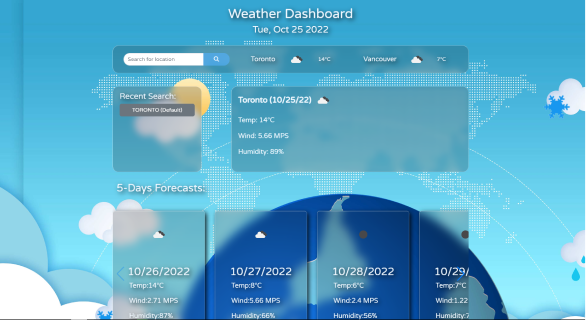 Weather Dashboard
Tue, Oct 25 2022
Search for location
Toronto 14°C Vancouver 7°C
Recent Search:
TORONTO (Default)
Toronto (10/25/22)
Temp: 14°C
Wind: 5.66 MPS
Humidity: 89%
5-Days Forecasts:
10/26/2022 10/27/2022 10/28/2022 10/29/
Temp:14°C Temp:8°C Temp:6°C Temp:7°C
Wind:2.71 MPS Wind:5.66 MPS Wind:2.4 MPS Wind:1.22
Humidity:87% Humidity:66% Humidity:56% Humidity:7